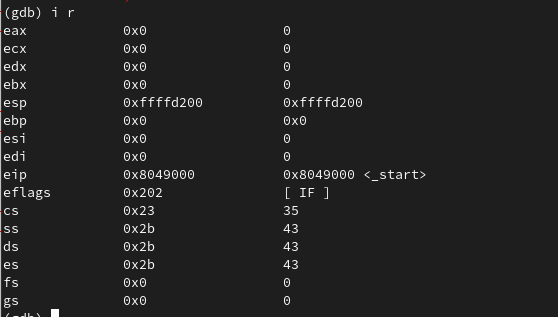 (gdb) i r
eax 0x0 0
ecx 0x0 0
edx 0x0 0
ebx 0x0 0
esp 0xffffd200 0xffffd200
ebp 0x0 0x0
esi 0x0 0
edi 0x0 0
eip 0x8049000 0x8049000 <_start>
eflags 0x202 [ IF ]
cs 0x23 35
ss 0x2b 43
ds 0x2b 43
es 0x2b 43
fs 0x0 0
gs 0x0 0
(gdb)